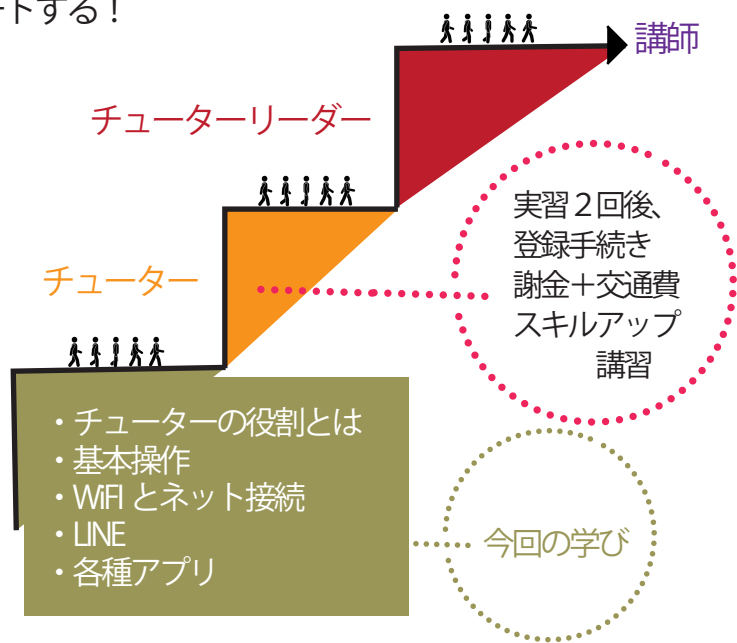 ートする！
講師
チューターリーダー
実習２回後、
登録手続き
謝金＋交通費
スキルアップ
講習
チューター
・チューターの役割とは
・基本操作
・WiFI とネット接続
・LINE
・各種アプリ
今回の学び